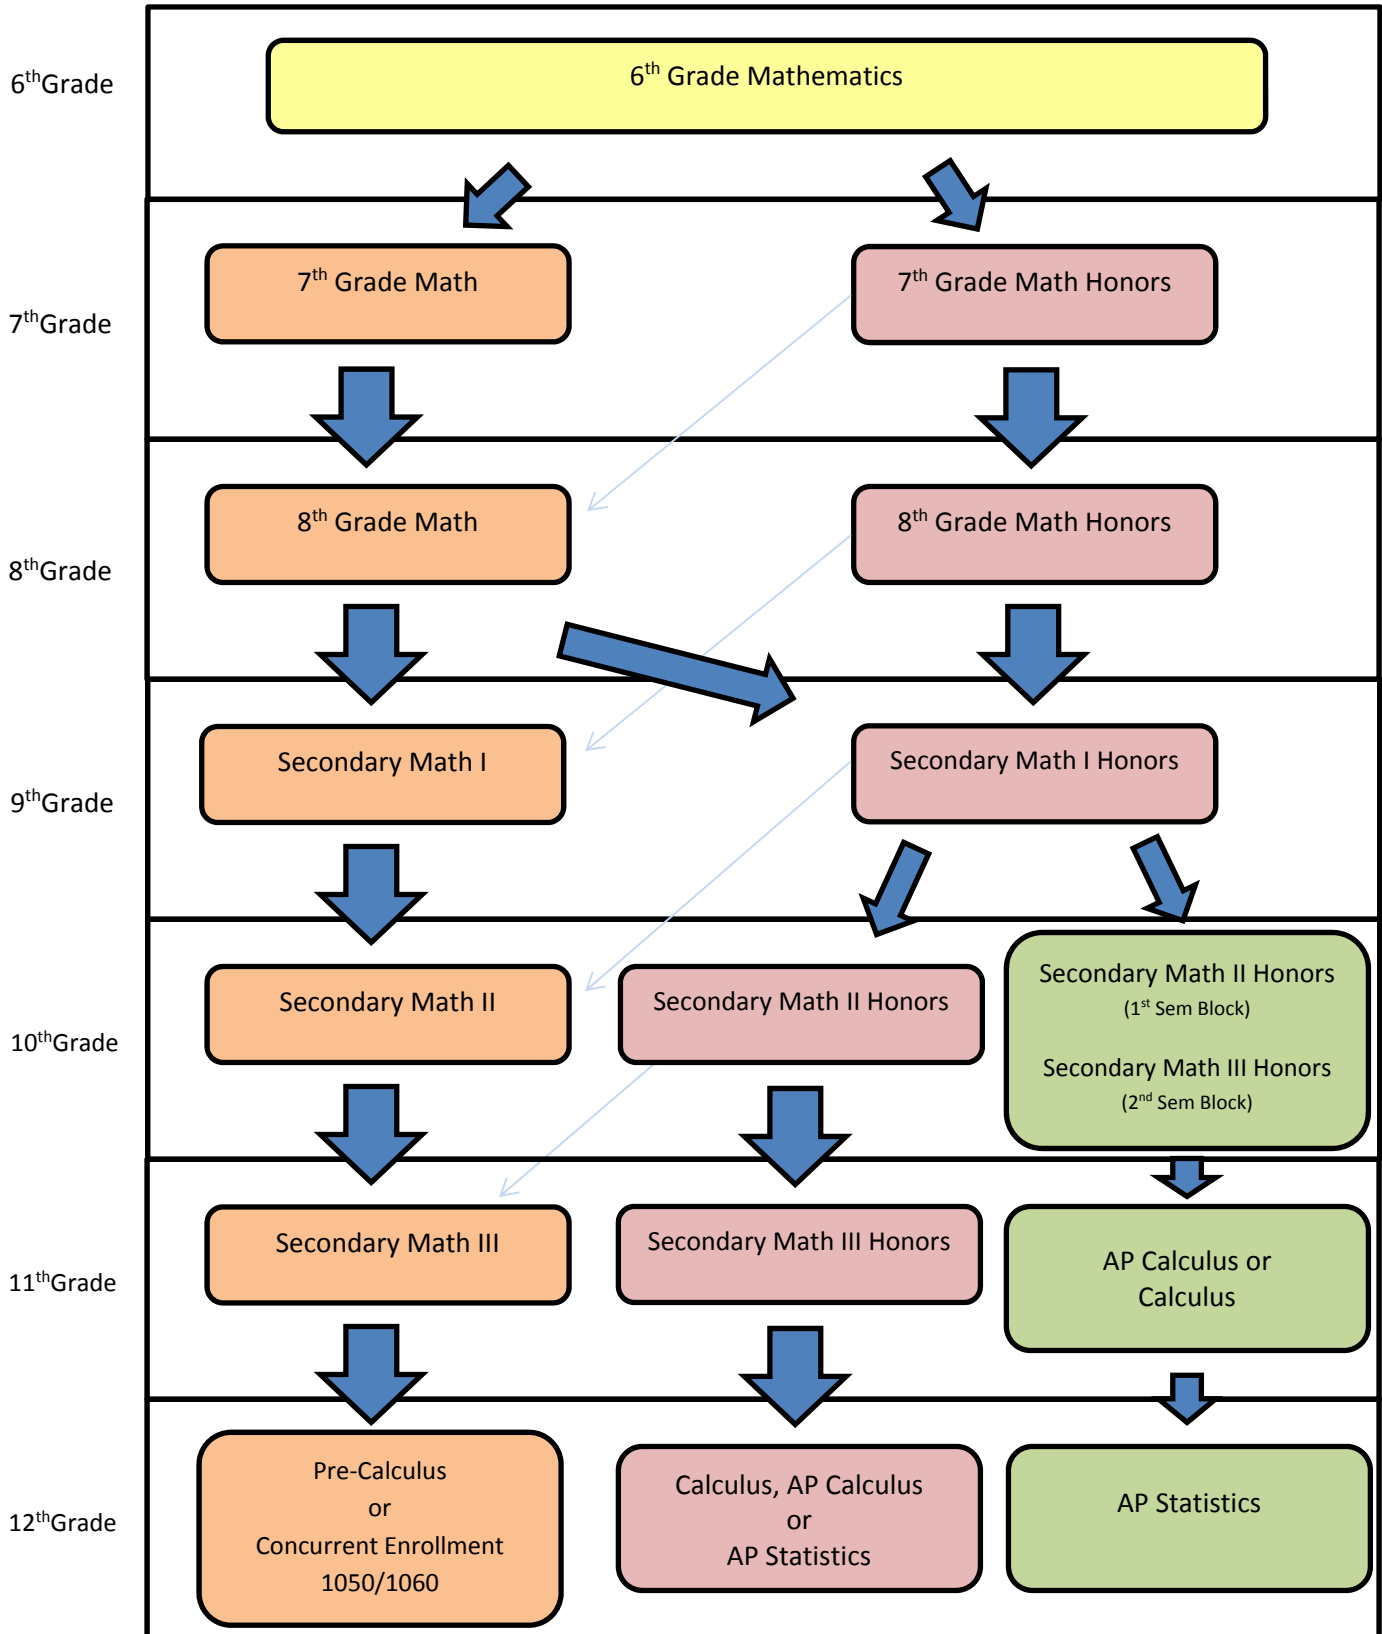 6thGrade
6th Grade Mathematics
7thGrade
7th Grade Math
7th Grade Math Honors
8thGrade
8th Grade Math
8th Grade Math Honors
9thGrade
Secondary Math I
Secondary Math I Honors
10thGrade
Secondary Math II
Secondary Math II Honors
Secondary Math II Honors
(1st Sem Block)
Secondary Math III Honors
(2nd Sem Block)
11thGrade
Secondary Math III
Secondary Math III Honors
AP Calculus or
Calculus
12thGrade
Pre-Calculus
or
Concurrent Enrollment
1050/1060
Calculus, AP Calculus
or
AP Statistics
AP Statistics